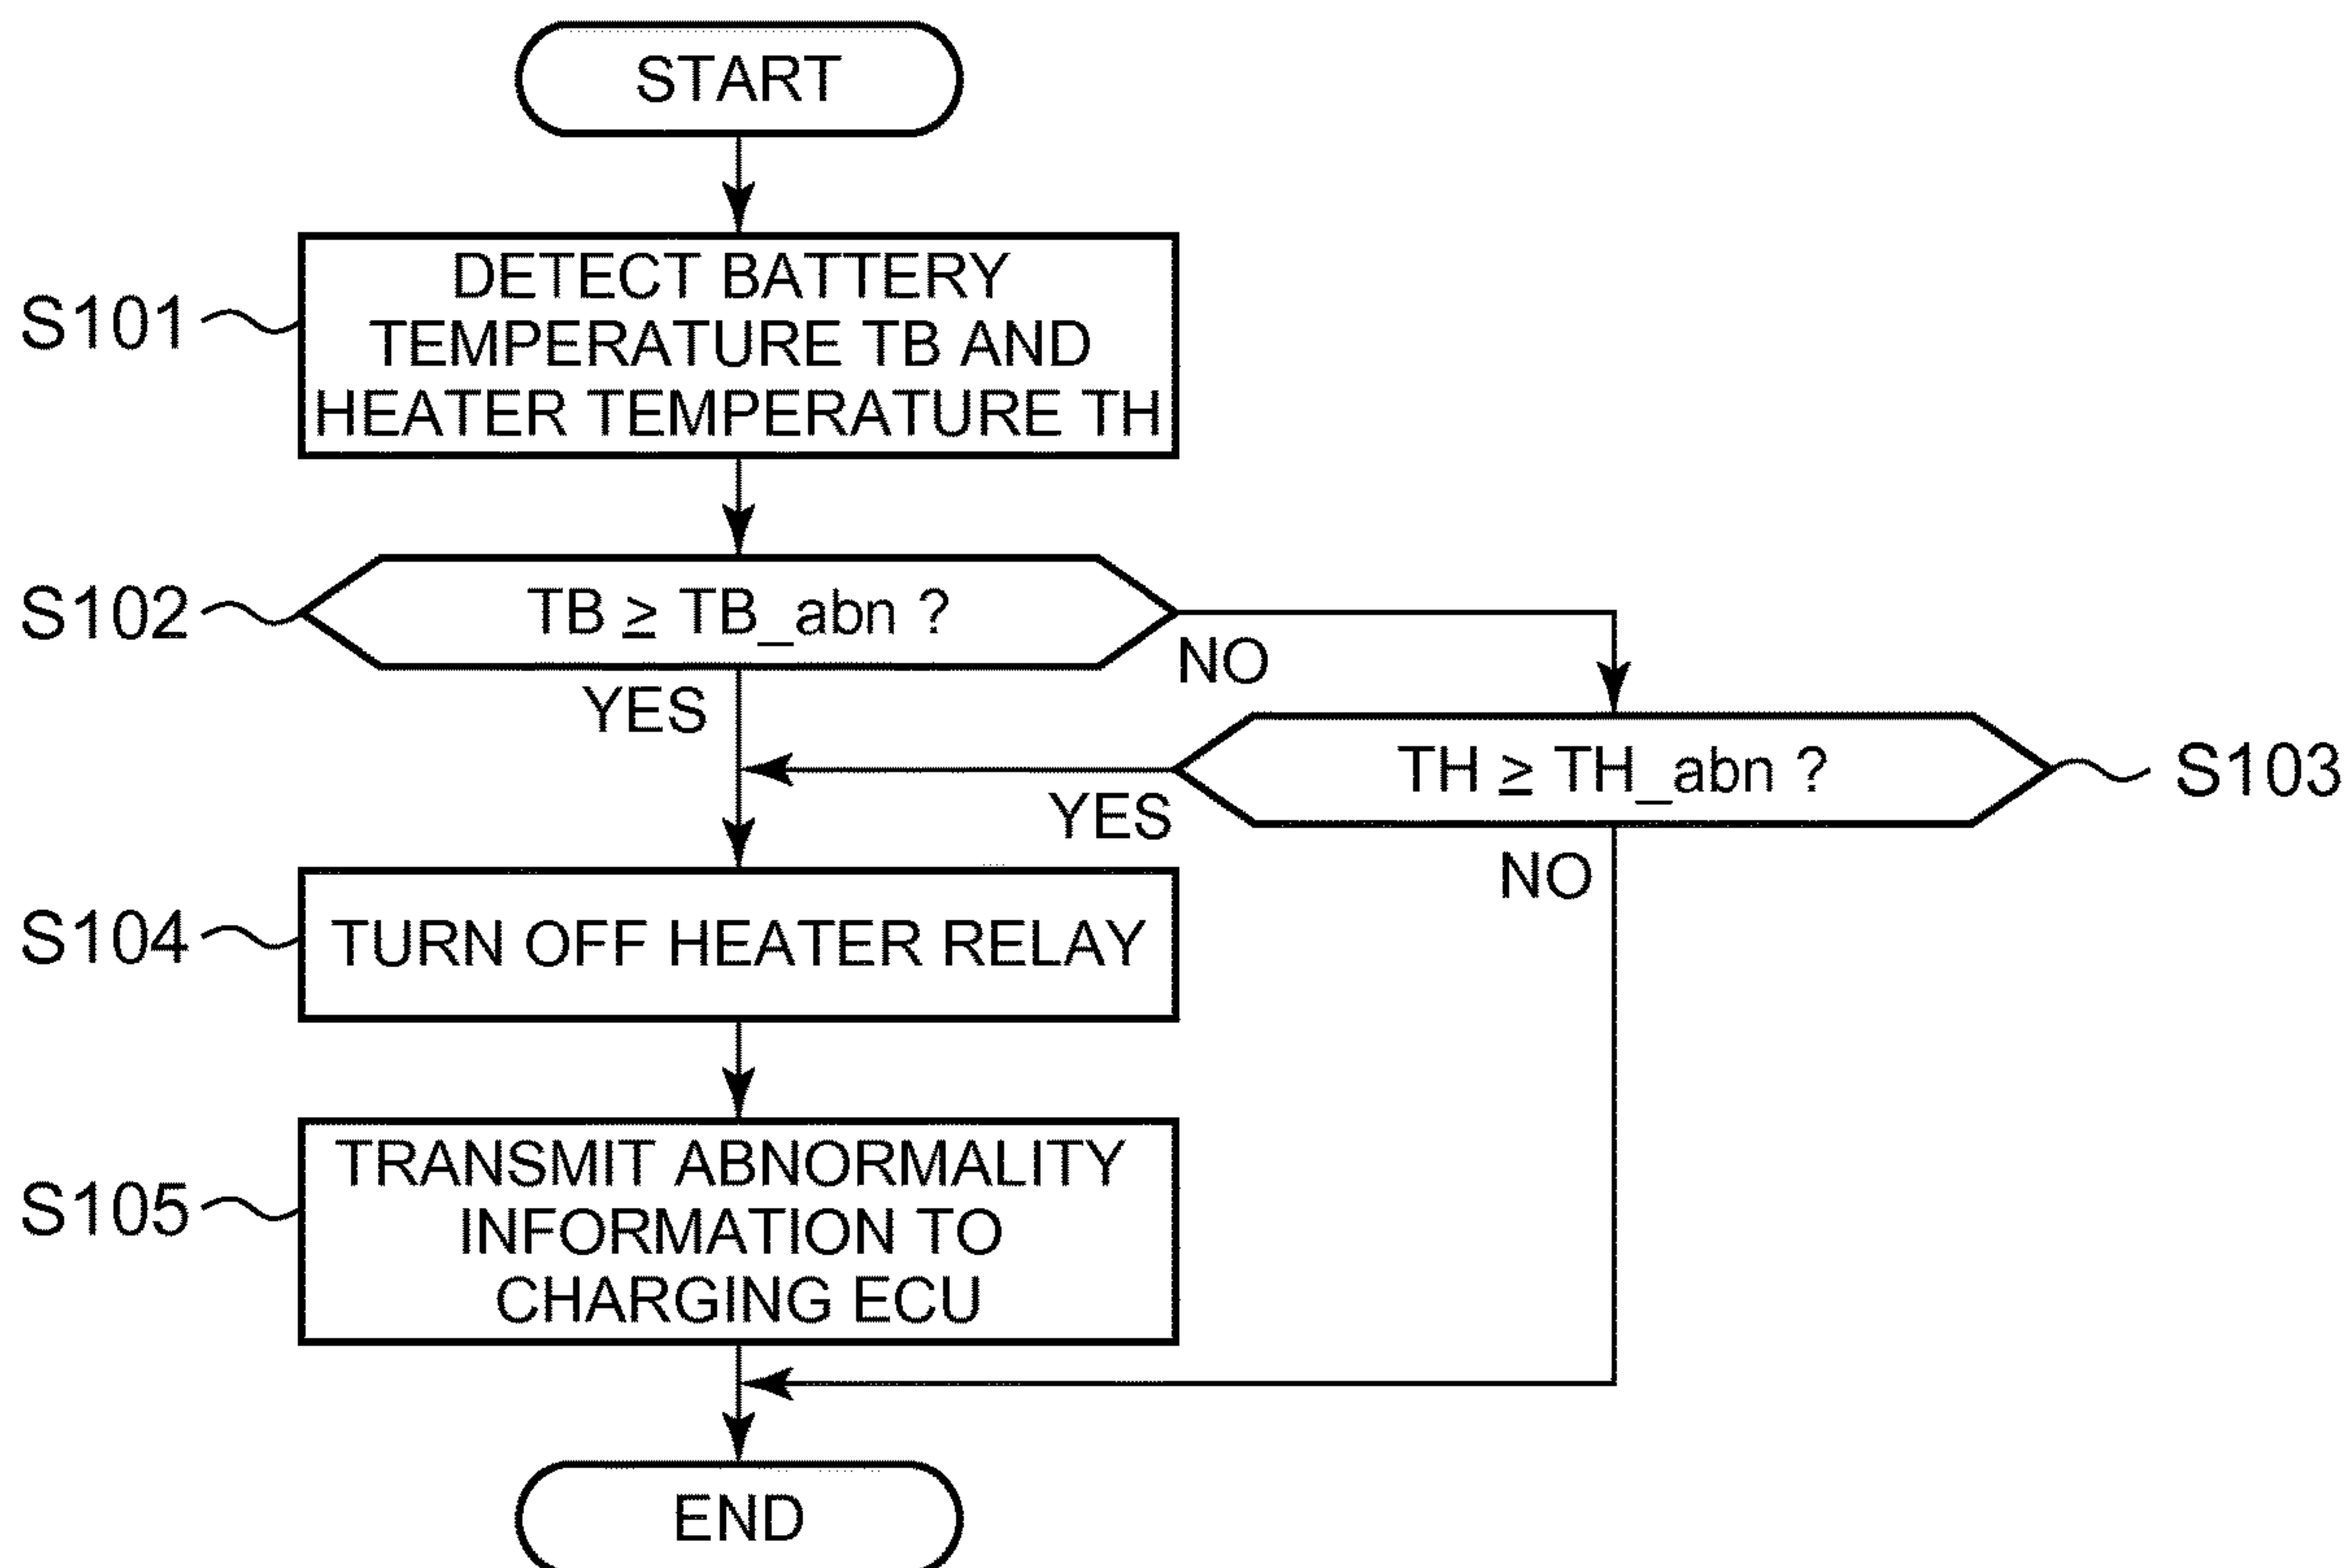 START
S101
DETECT BATTERY
TEMPERATURE TB AND
HEATER TEMPERATURE TH
S102
TB ≥ TB_abn ?
NO
YES
TH ≥ TH_abn ?
S103
YES
NO
S104
TURN OFF HEATER RELAY
S105
TRANSMIT ABNORMALITY
INFORMATION TO
CHARGING ECU
END